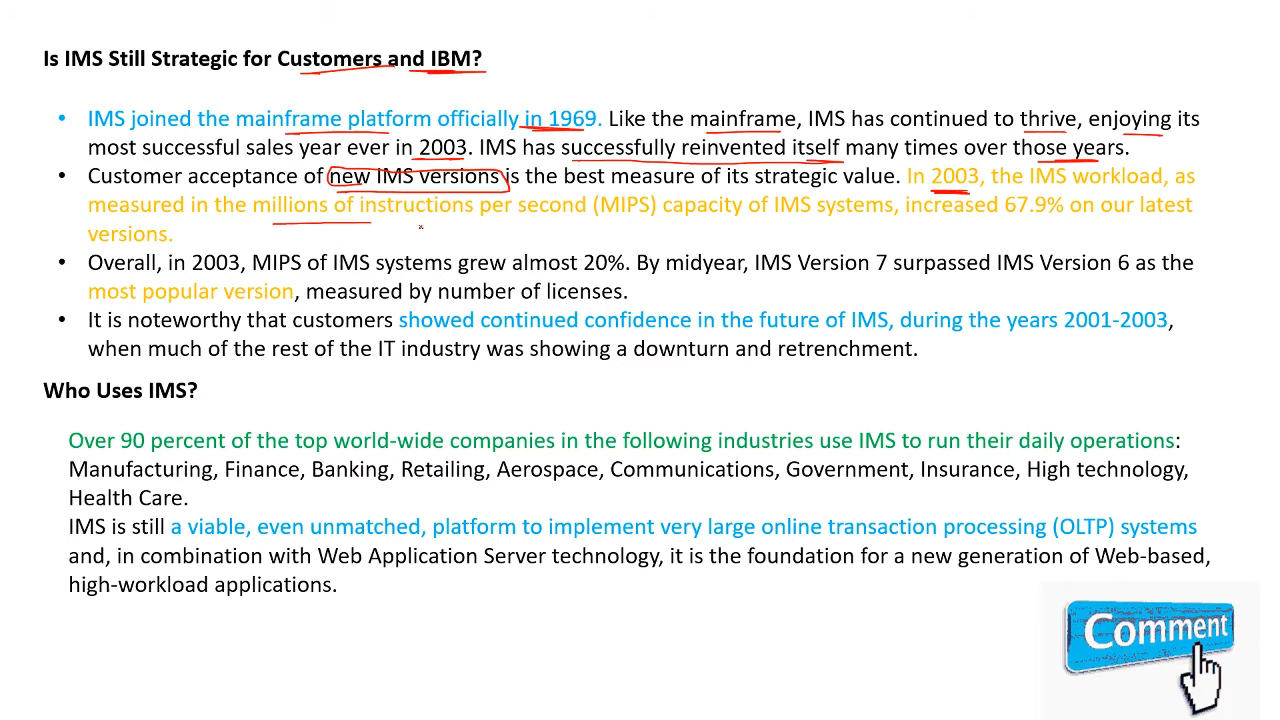 Is IMS Still Strategic for Customers and IBM?
• IMS joined the mainframe platform officially in 1969. Like the mainframe, IMS has continued to thrive, enjoying its
most successful sales year ever in 2003. IMS has successfully reinvented itself many times over those years.
• Customer acceptance of new IMS versions is the best measure of its strategic value. In 2003, the IMS workload, as
measured in the millions of instructions per second (MIPS) capacity of IMS systems, increased 67.9% on our latest
versions.
• Overall, in 2003, MIPS of IMS systems grew almost 20%. By midyear, IMS Version 7 surpassed IMS Version 6 as the
most popular version, measured by number of licenses.
• It is noteworthy that customers showed continued confidence in the future of IMS, during the years 2001-2003,
when much of the rest of the IT industry was showing a downturn and retrenchment.
Who Uses IMS?
Over 90 percent of the top world-wide companies in the following industries use IMS to run their daily operations:
Manufacturing, Finance, Banking, Retailing, Aerospace, Communications, Government, Insurance, High technology,
Health Care.
IMS is still a viable, even unmatched, platform to implement very large online transaction processing (OLTP) systems
and, in combination with Web Application Server technology, it is the foundation for a new generation of Web-based,
high-workload applications.
Comment